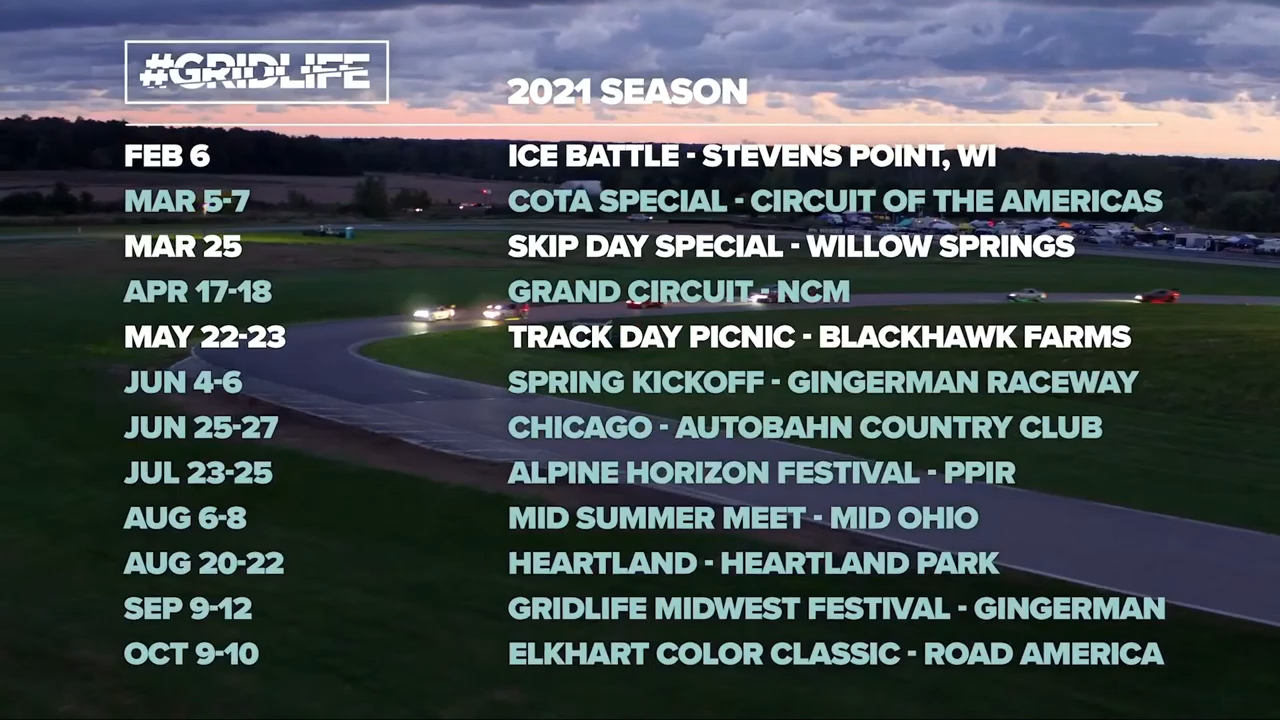 #GRIDLIFE
2021 SEASON
FEB 6 ICE BATTLE - STEVENS POINT, WI
MAR 5-7 COTA SPECIAL - CIRCUIT OF THE AMERICAS
MAR 25 SKIP DAY SPECIAL - WILLOW SPRINGS
APR 17-18 GRAND CIRCUIT - NCM
MAY 22-23 TRACK DAY PICNIC - BLACKHAWK FARMS
JUN 4-6 SPRING KICKOFF - GINGERMAN RACEWAY
JUN 25-27 CHICAGO - AUTOBAHN COUNTRY CLUB
JUL 23-25 ALPINE HORIZON FESTIVAL - PPIR
AUG 6-8 MID SUMMER MEET - MID OHIO
AUG 20-22 HEARTLAND - HEARTLAND PARK
SEP 9-12 GRIDLIFE MIDWEST FESTIVAL - GINGERMAN
OCT 9-10 ELKHART COLOR CLASSIC - ROAD AMERICA